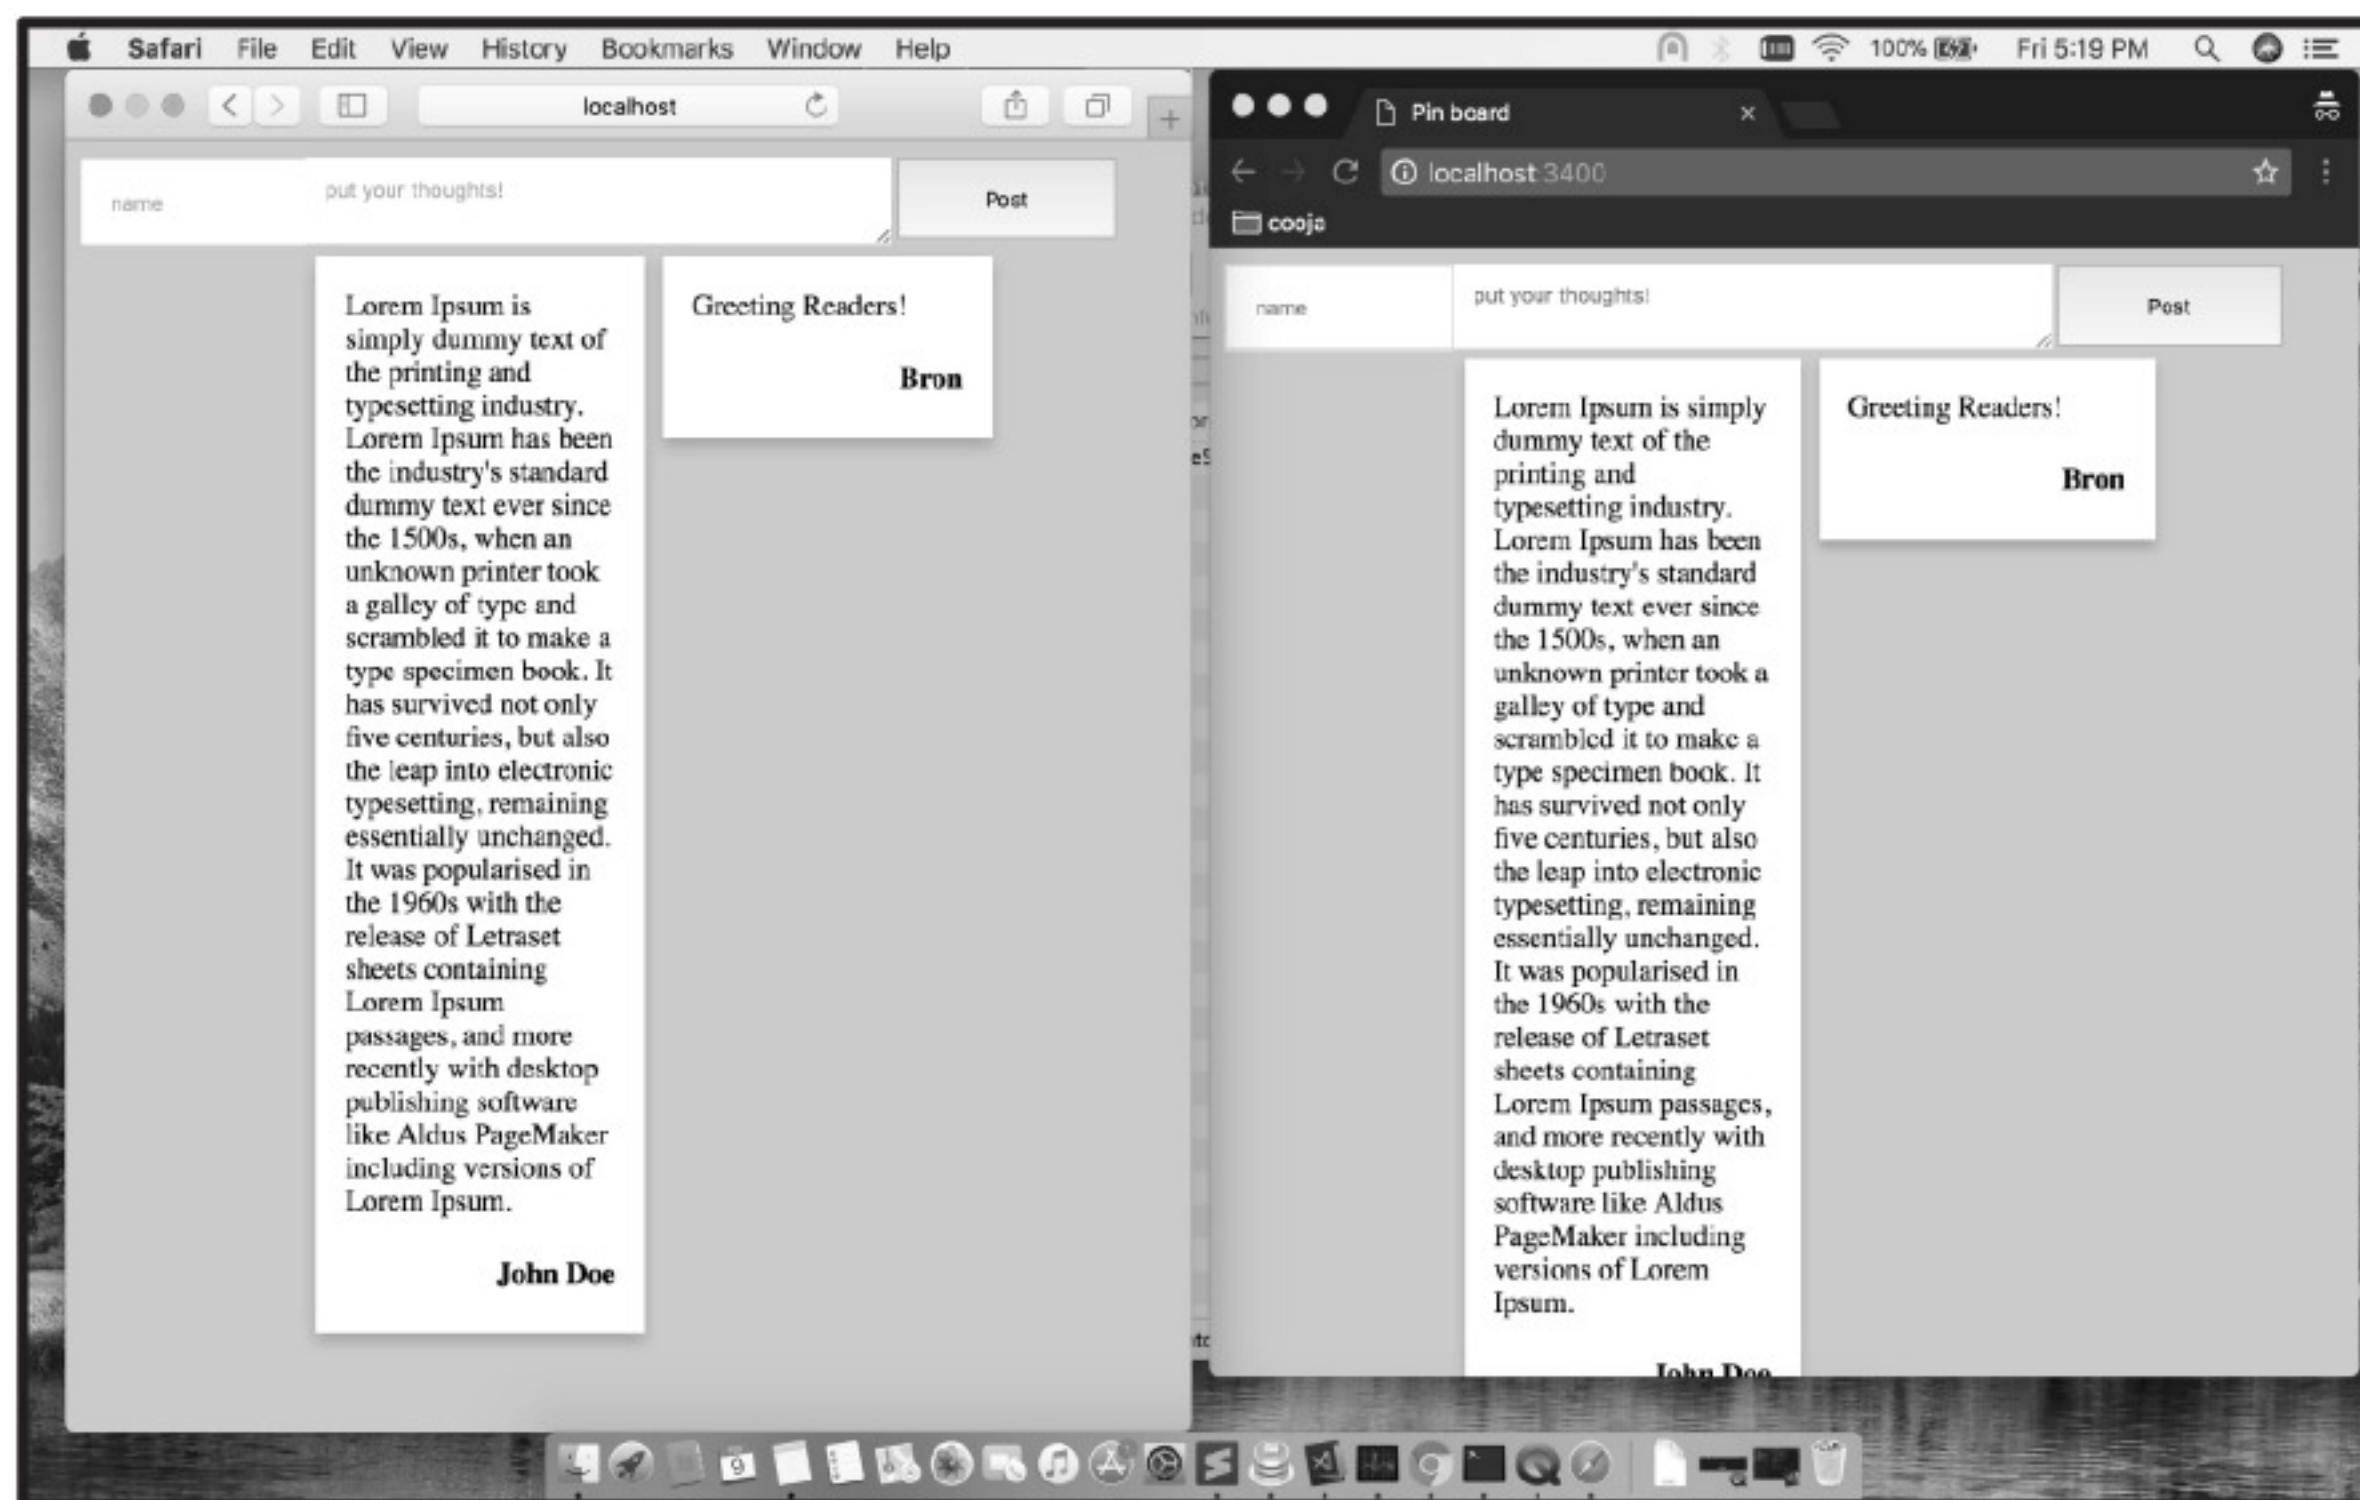 Safari File Edit View History Bookmarks Window Help
100%
Fri 5:19 PM
localhost
name
put your thoughts!
Post
Lorem Ipsum is
simply dummy text of
the printing and
typesetting industry.
Lorem Ipsum has been
the industry's standard
dummy text ever since
the 1500s, when an
unknown printer took
a galley of type and
scrambled it to make a
type specimen book. It
has survived not only
five centuries, but also
the leap into electronic
typesetting, remaining
essentially unchanged.
It was popularised in
the 1960s with the
release of Letraset
sheets containing
Lorem Ipsum
passages, and more
recently with desktop
publishing software
like Aldus PageMaker
including versions of
Lorem Ipsum.
John Doe
Greeting Readers!
Bron
Pin board
localhost:3400
cooja
name
put your thoughts!
Post
Lorem Ipsum is simply
dummy text of the
printing and
typesetting industry.
Lorem Ipsum has been
the industry's standard
dummy text ever since
the 1500s, when an
unknown printer took a
galley of type and
scrambled it to make a
type specimen book. It
has survived not only
five centuries, but also
the leap into electronic
typesetting, remaining
essentially unchanged.
It was popularised in
the 1960s with the
release of Letraset
sheets containing
Lorem Ipsum passages,
and more recently with
desktop publishing
software like Aldus
PageMaker including
versions of Lorem
Ipsum.
John Doe
Greeting Readers!
Bron
9